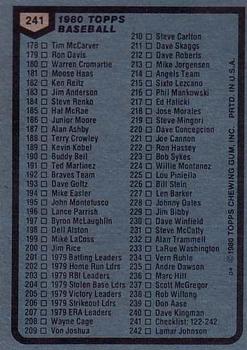 241 1980 TOPPS
BASEBALL
178 □ Tim McCarver
179 □ Ron Davis
180 □ Warren Cromartie
181 □ Moose Haas
182 □ Ken Reitz
183 □ Jim Anderson
184 □ Steve Renko
185 □ Hal McRae
186 □ Junior Moore
187 □ Alan Ashby
188 □ Terry Crowley
189 □ Kevin Kobel
190 □ Buddy Bell
191 □ Ted Martinez
192 □ Braves Team
193 □ Dave Goltz
194 □ Mike Easler
195 □ John Montefusco
196 □ Lance Parrish
197 □ Byron McLaughlin
198 □ Dell Alston
199 □ Mike LaCoss
200 □ Jim Rice
201 □ 1979 Batting Leaders
202 □ 1979 Home Run Ldrs
203 □ 1979 RBI Leaders
204 □ 1979 Stolen Base Ldrs
205 □ 1979 Victory Leaders
206 □ 1979 Strikeout Ldrs
207 □ 1979 ERA Leaders
208 □ Wayne Cage
209 □ Von Joshua
210 □ Steve Carlton
211 □ Dave Skaggs
212 □ Dave Roberts
213 □ Mike Jorgensen
214 □ Angels Team
215 □ Sixto Lezcano
216 □ Phil Mankowski
217 □ Ed Halicki
218 □ Jose Morales
219 □ Steve Mingori
220 □ Dave Concepcion
221 □ Joe Cannon
222 □ Ron Hassey
223 □ Bob Sykes
224 □ Willie Montanez
225 □ Lou Piniella
226 □ Bill Stein
227 □ Len Barker
228 □ Johnny Oates
229 □ Jim Bibby
230 □ Dave Winfield
231 □ Steve McCatty
232 □ Alan Trammell
233 □ LaRue Washington
234 □ Vern Ruhle
235 □ Andre Dawson
236 □ Marc Hill
237 □ Scott McGregor
238 □ Rob Wilfong
239 □ Don Aase
240 □ Dave Kingman
241 □ Checklist: 122-242
242 □ Lamar Johnson
© 1980 TOPPS CHEWING GUM, INC. PRTD. IN U.S.A.